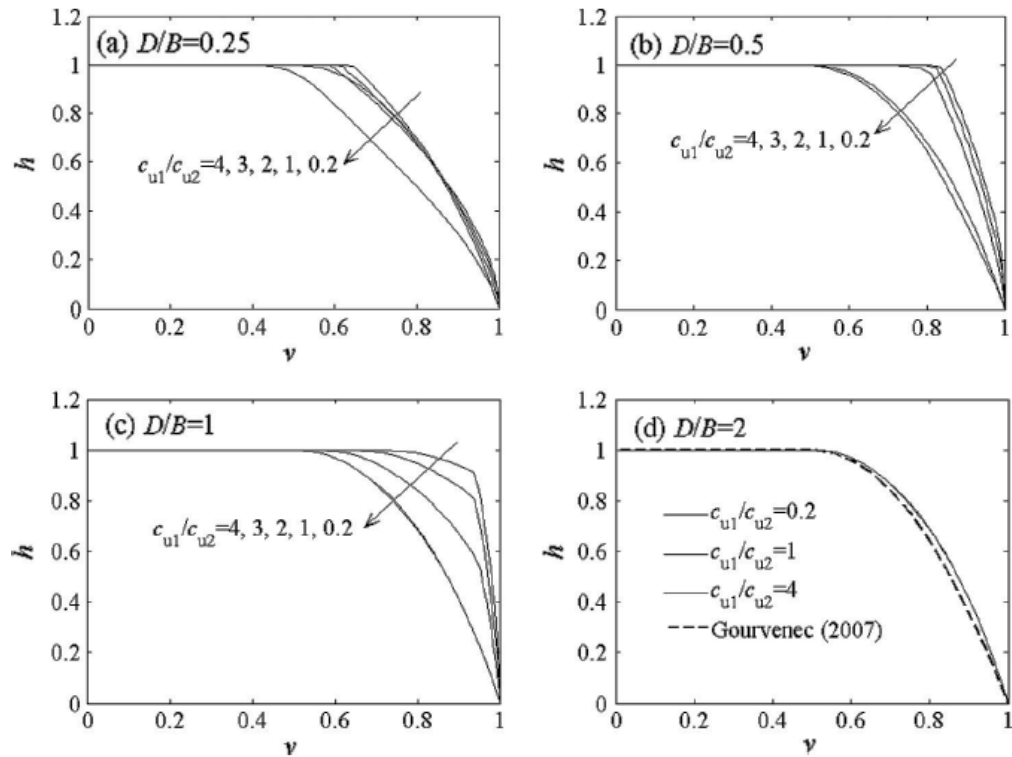 (a) D/B=0.25
1.2
1
0.8
0.6
0.4
0.2
0
h
c_u1/c_u2=4, 3, 2, 1, 0.2
0 0.2 0.4 0.6 0.8 1
v
(b) D/B=0.5
1.2
1
0.8
0.6
0.4
0.2
0
h
c_u1/c_u2=4, 3, 2, 1, 0.2
0 0.2 0.4 0.6 0.8 1
v
(c) D/B=1
1.2
1
0.8
0.6
0.4
0.2
0
h
c_u1/c_u2=4, 3, 2, 1, 0.2
0 0.2 0.4 0.6 0.8 1
v
(d) D/B=2
1.2
1
0.8
0.6
0.4
0.2
0
h
c_u1/c_u2=0.2
c_u1/c_u2=1
c_u1/c_u2=4
Gourvenec (2007)
0 0.2 0.4 0.6 0.8 1
v